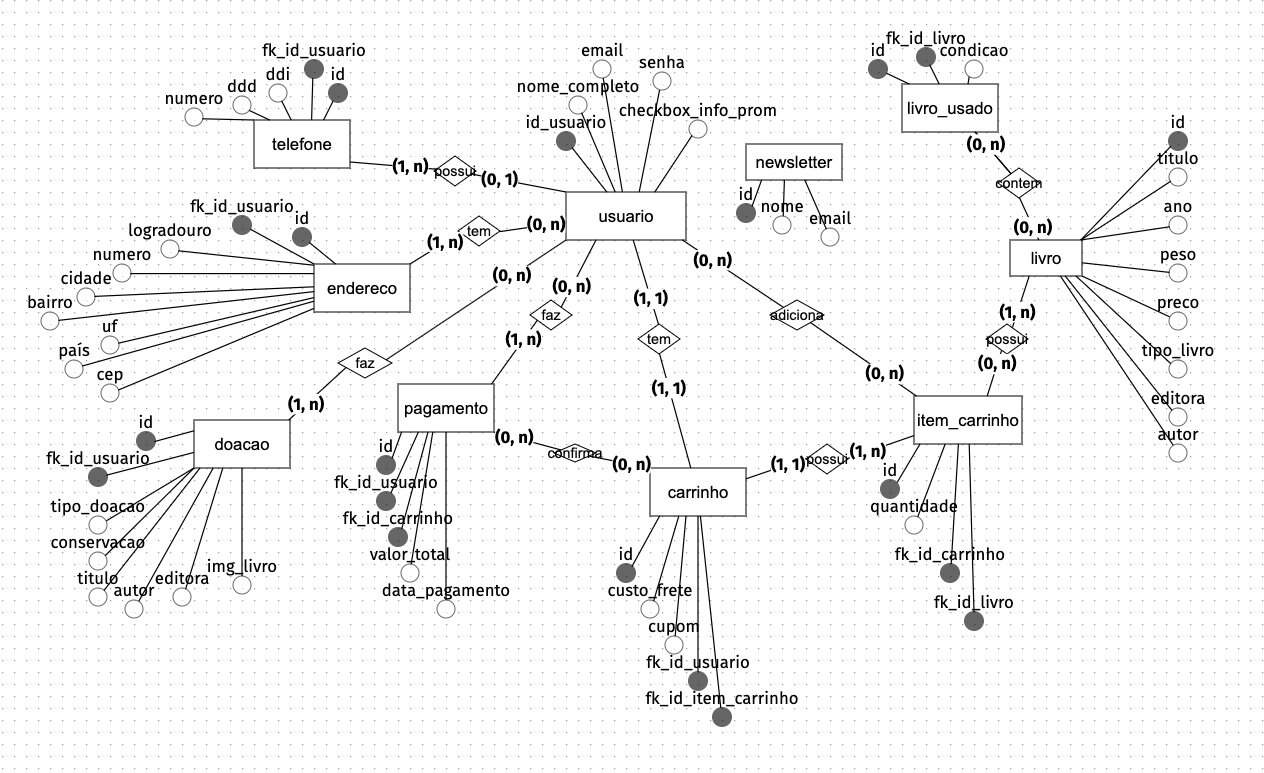 fk_id_usuario
id
ddi
ddd
numero
telefone
(1, n)
possui
(0, 1)
email
senha
nome_completo
checkbox_info_prom
id_usuario
usuario
newsletter
id
nome
email
fk_id_livro
id
condicao
livro_usado
(0, n)
contem
(0, n)
id
titulo
ano
peso
preco
tipo_livro
editora
autor
livro
(1, n)
possui
(0, n)
fk_id_usuario
id
logradouro
numero
cidade
bairro
uf
país
cep
endereco
(1, n)
tem
(0, n)
(0, n)
faz
(1, n)
(0, n)
faz
(1, n)
(1, 1)
tem
(1, 1)
(0, n)
adiciona
(0, n)
item_carrinho
id
quantidade
fk_id_carrinho
fk_id_livro
(1, 1)
possui
(1, n)
pagamento
id
fk_id_usuario
fk_id_carrinho
valor_total
data_pagamento
(0, n)
confirma
(0, n)
carrinho
id
custo_frete
cupom
fk_id_usuario
fk_id_item_carrinho
doacao
id
fk_id_usuario
tipo_doacao
conservacao
titulo
autor
editora
img_livro